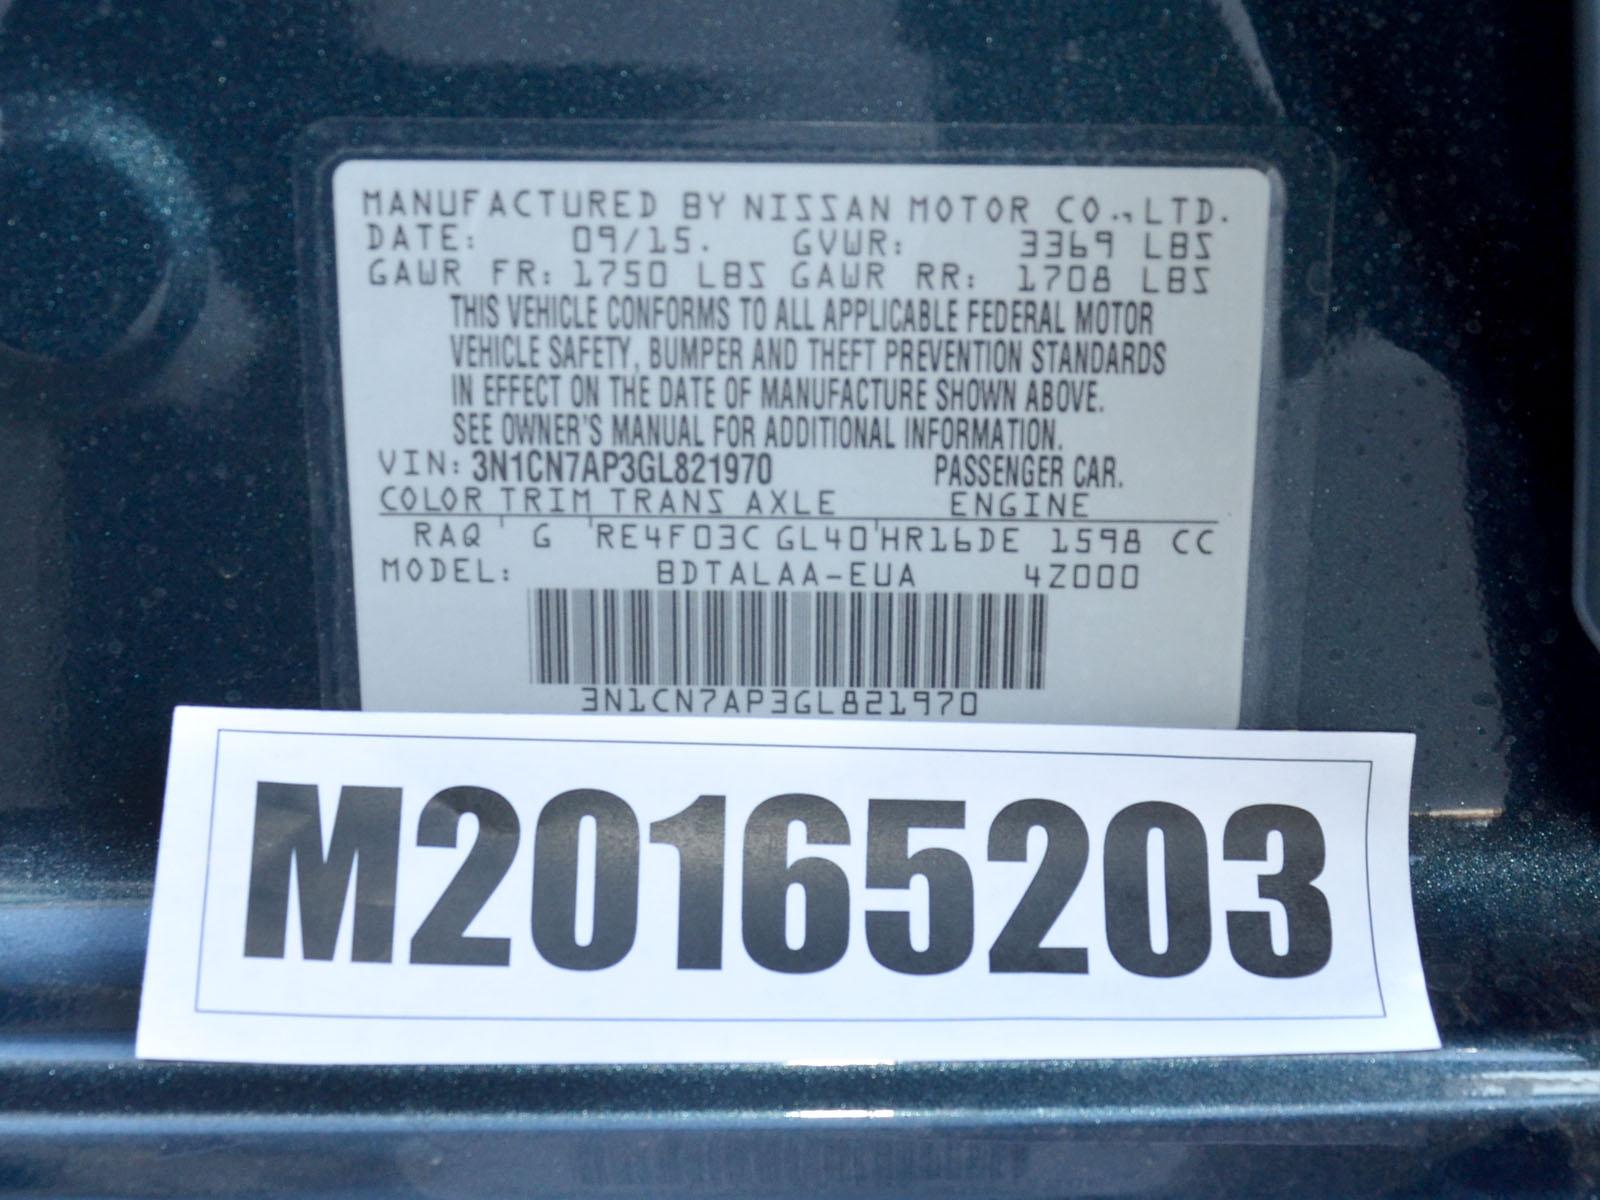 MANUFACTURED BY NISSAN MOTOR CO., LTD.
DATE: 09/15. GVWR: 3369 LBS
GAWR FR: 1750 LBS GAWR RR: 1708 LBS
THIS VEHICLE CONFORMS TO ALL APPLICABLE FEDERAL MOTOR
VEHICLE SAFETY, BUMPER AND THEFT PREVENTION STANDARDS
IN EFFECT ON THE DATE OF MANUFACTURE SHOWN ABOVE.
SEE OWNER'S MANUAL FOR ADDITIONAL INFORMATION.
VIN: 3N1CN7AP3GL821970 PASSENGER CAR.
COLOR TRIM TRANS AXLE ENGINE
RAQ G RE4F03C GL40 HR16DE 1598 CC
MODEL: BDTALAA-EUA 4Z000
3N1CN7AP3GL821970
M20165203